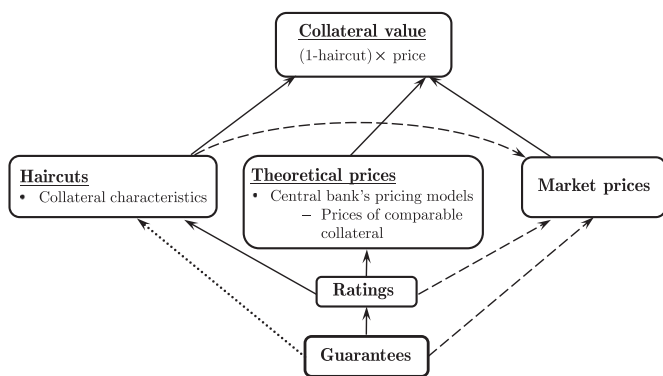 Collateral value
(1-haircut) × price
Haircuts
• Collateral characteristics
Theoretical prices
• Central bank's pricing models
– Prices of comparable
collateral
Market prices
Ratings
Guarantees